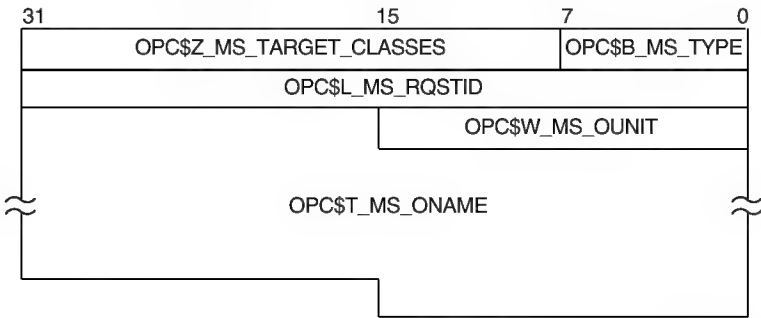 31 15 7 0
OPC$Z_MS_TARGET_CLASSES OPC$B_MS_TYPE
OPC$L_MS_RQSTID
OPC$W_MS_OUNIT
OPC$T_MS_ONAME